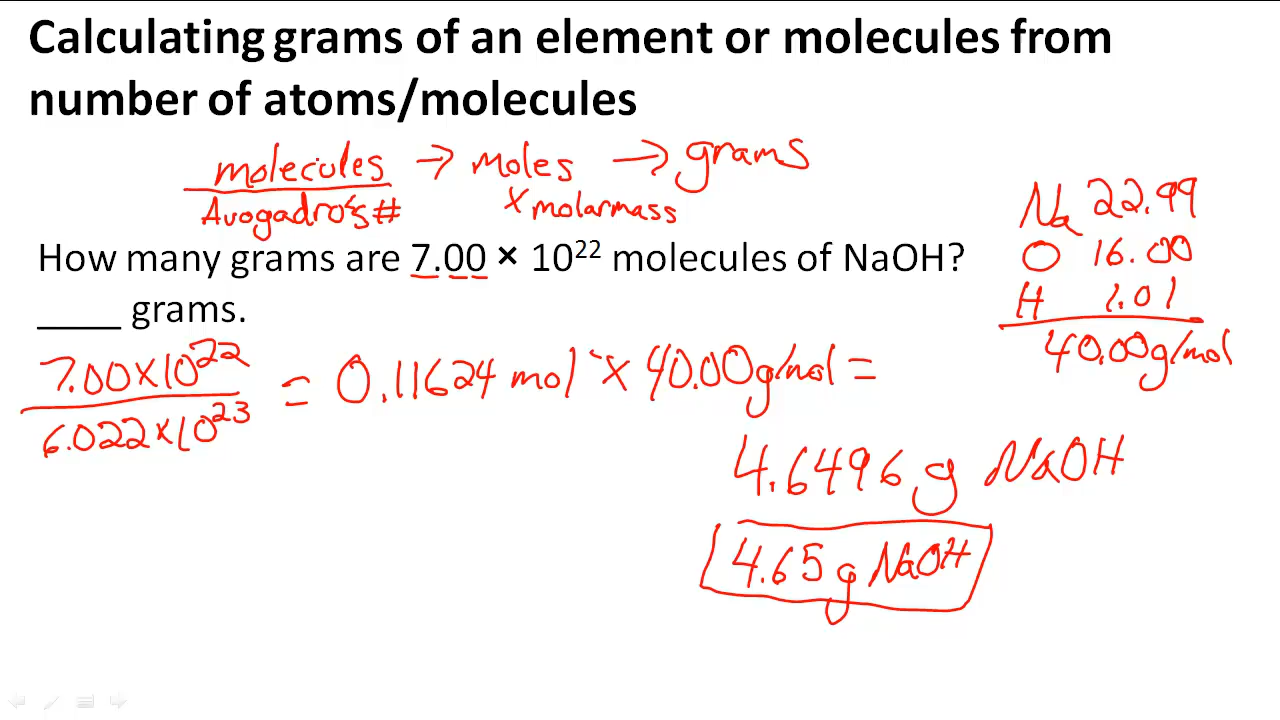 Calculating grams of an element or molecules from
number of atoms/molecules
molecules → moles → grams
Avogadro's # × molarmass
Na 22.99
O 16.00
H 1.01
40.00g/mol
How many grams are 7.00 × 10²² molecules of NaOH?
____ grams.
7.00×10²²
6.022×10²³
= 0.11624 mol × 40.00g/mol =
4.6496 g NaOH
4.65 g NaOH